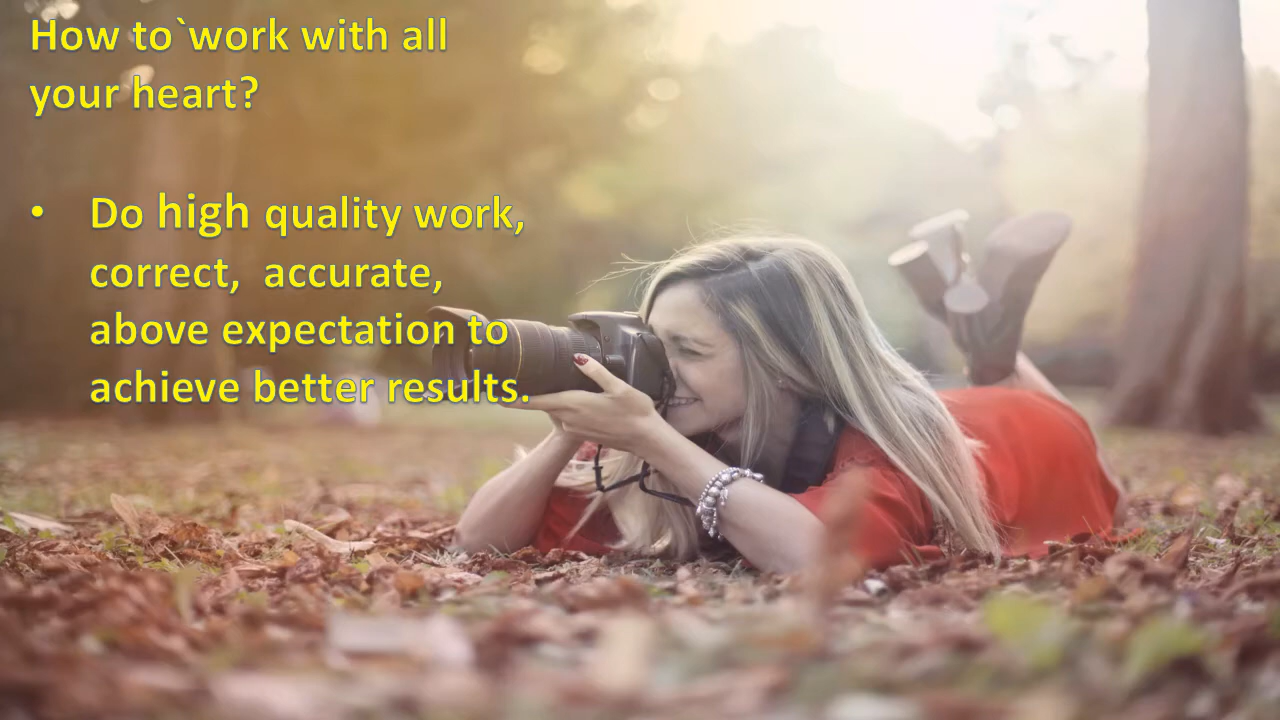 How to`work with all
your heart?
• Do high quality work,
correct,  accurate,
above expectation to
achieve better results.